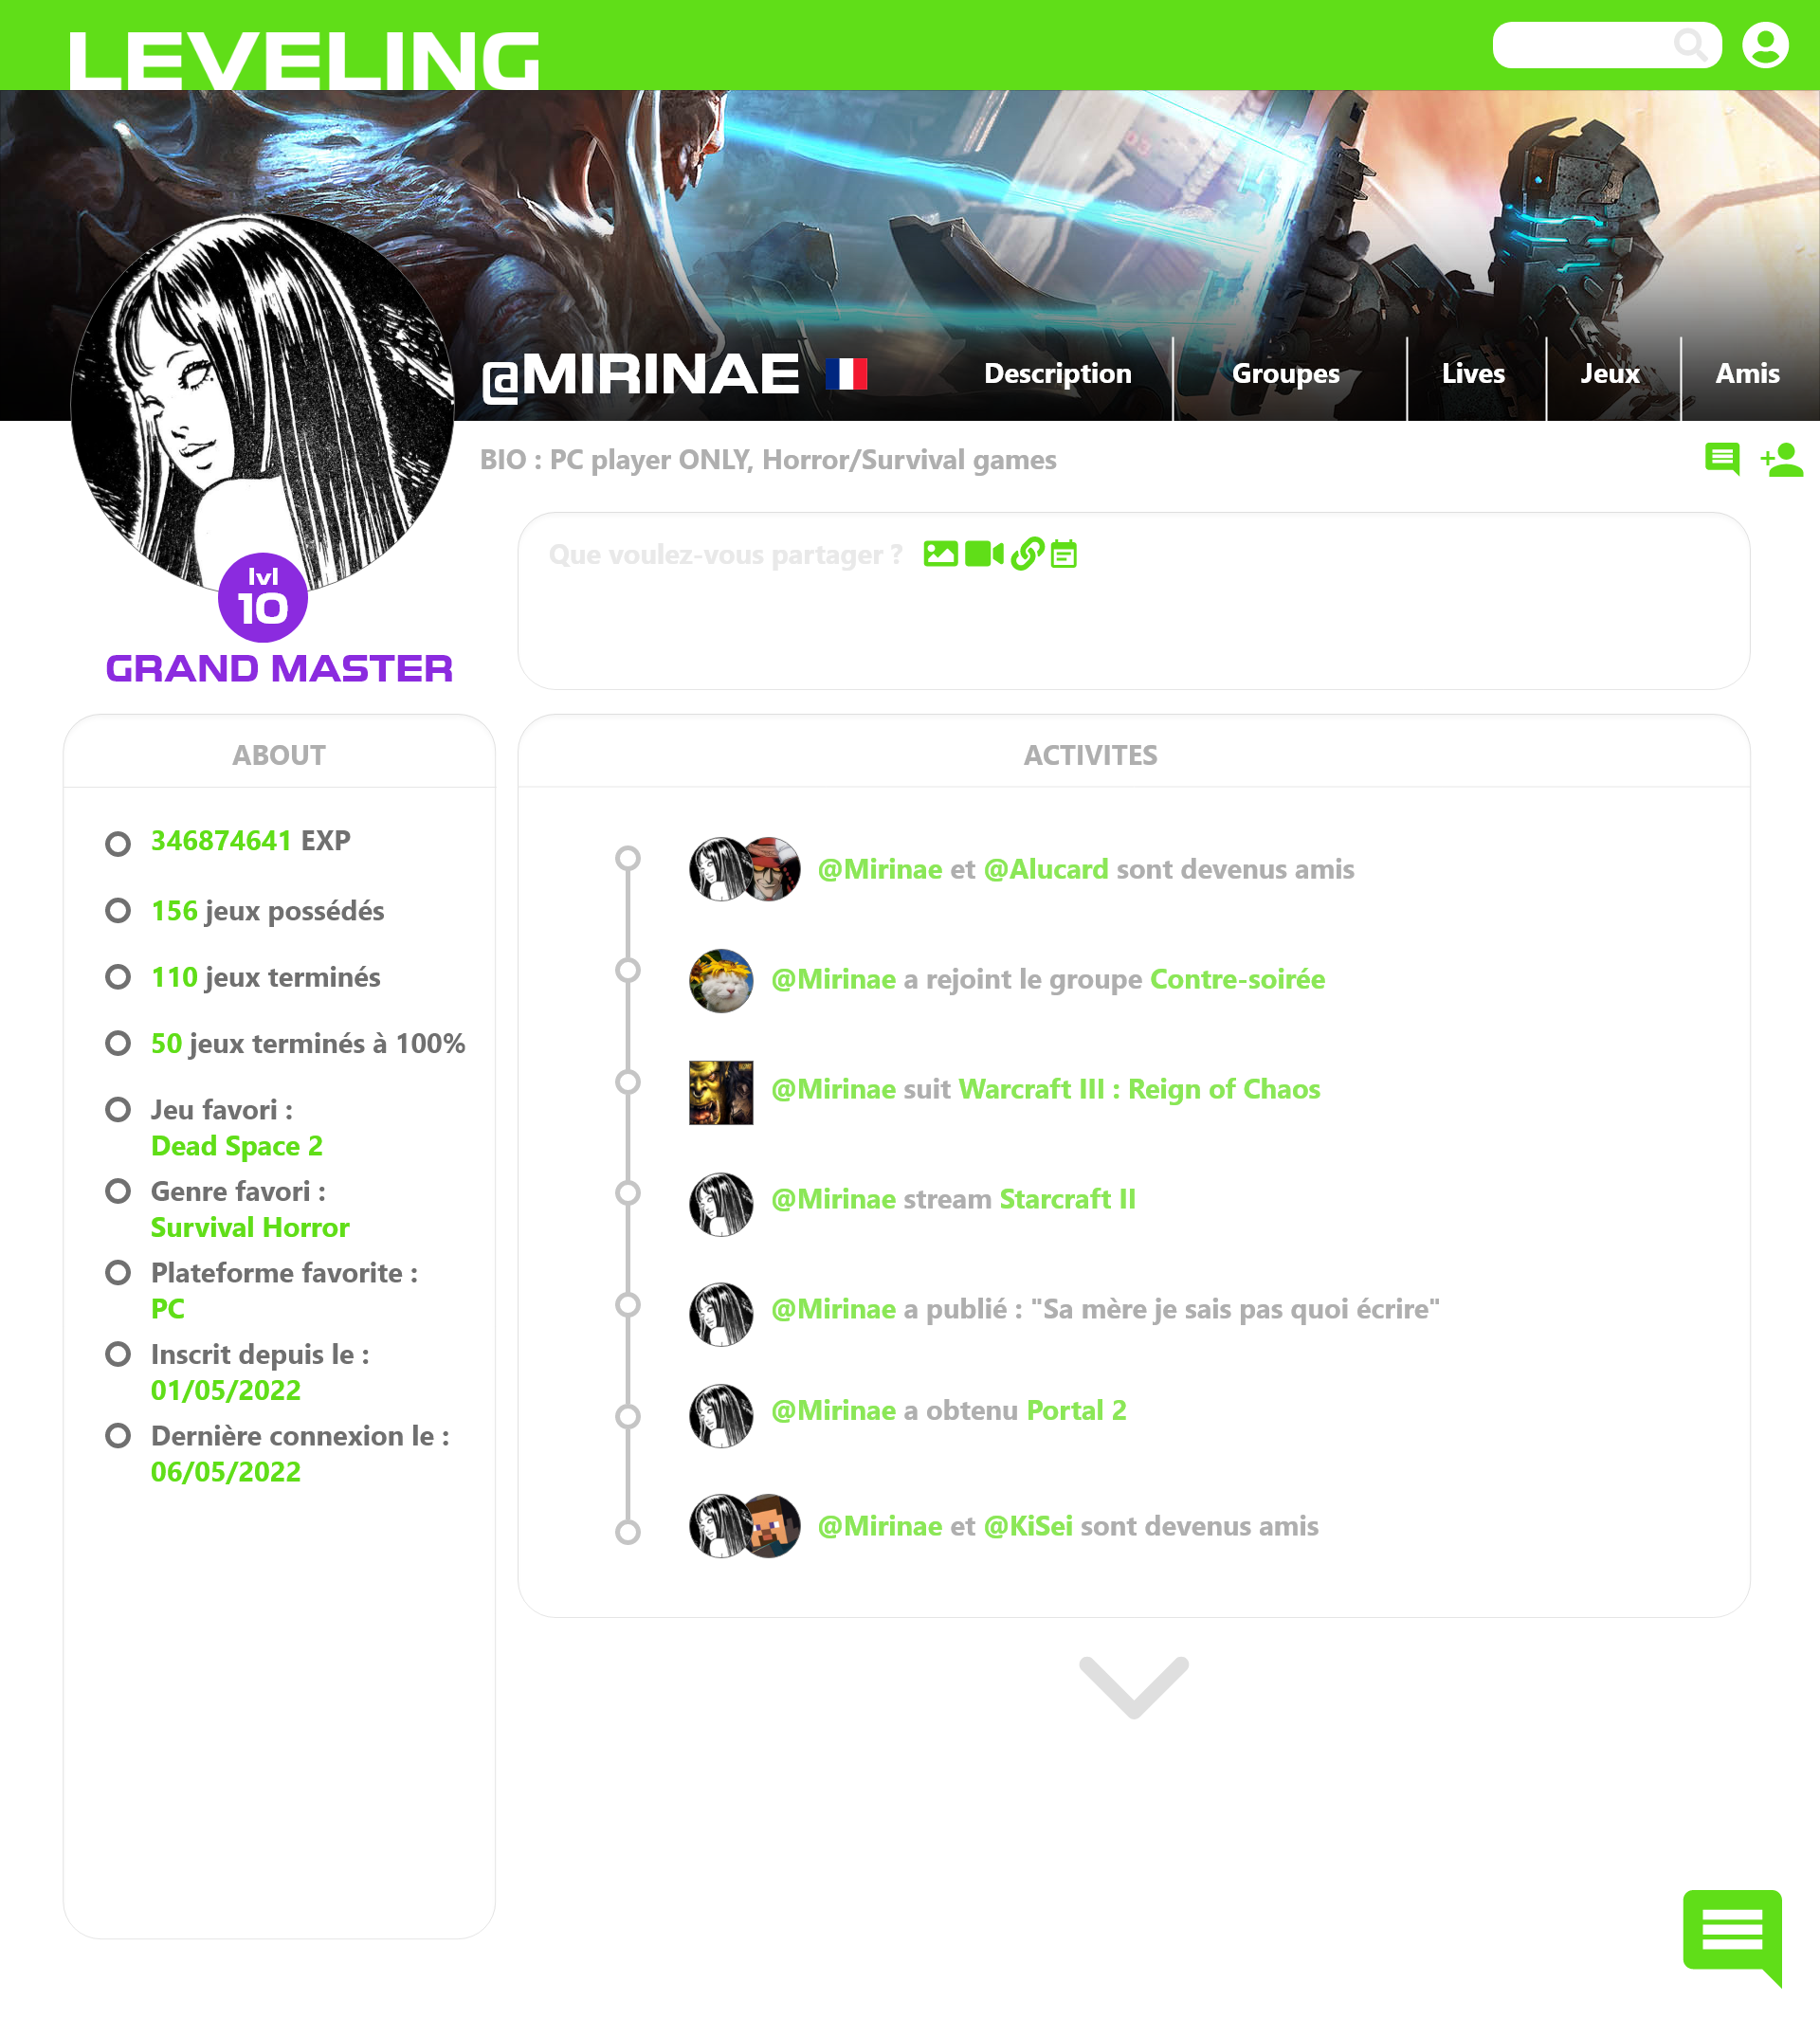 LEVELING
@MIRINAE
Description
Groupes
Lives
Jeux
Amis
BIO : PC player ONLY, Horror/Survival games
Que voulez-vous partager ?
lvl
10
GRAND MASTER
ABOUT
346874641 EXP
156 jeux possédés
110 jeux terminés
50 jeux terminés à 100%
Jeu favori :
Dead Space 2
Genre favori :
Survival Horror
Plateforme favorite :
PC
Inscrit depuis le :
01/05/2022
Dernière connexion le :
06/05/2022
ACTIVITES
@Mirinae et @Alucard sont devenus amis
@Mirinae a rejoint le groupe Contre-soirée
@Mirinae suit Warcraft III : Reign of Chaos
@Mirinae stream Starcraft II
@Mirinae a publié : "Sa mère je sais pas quoi écrire"
@Mirinae a obtenu Portal 2
@Mirinae et @KiSei sont devenus amis